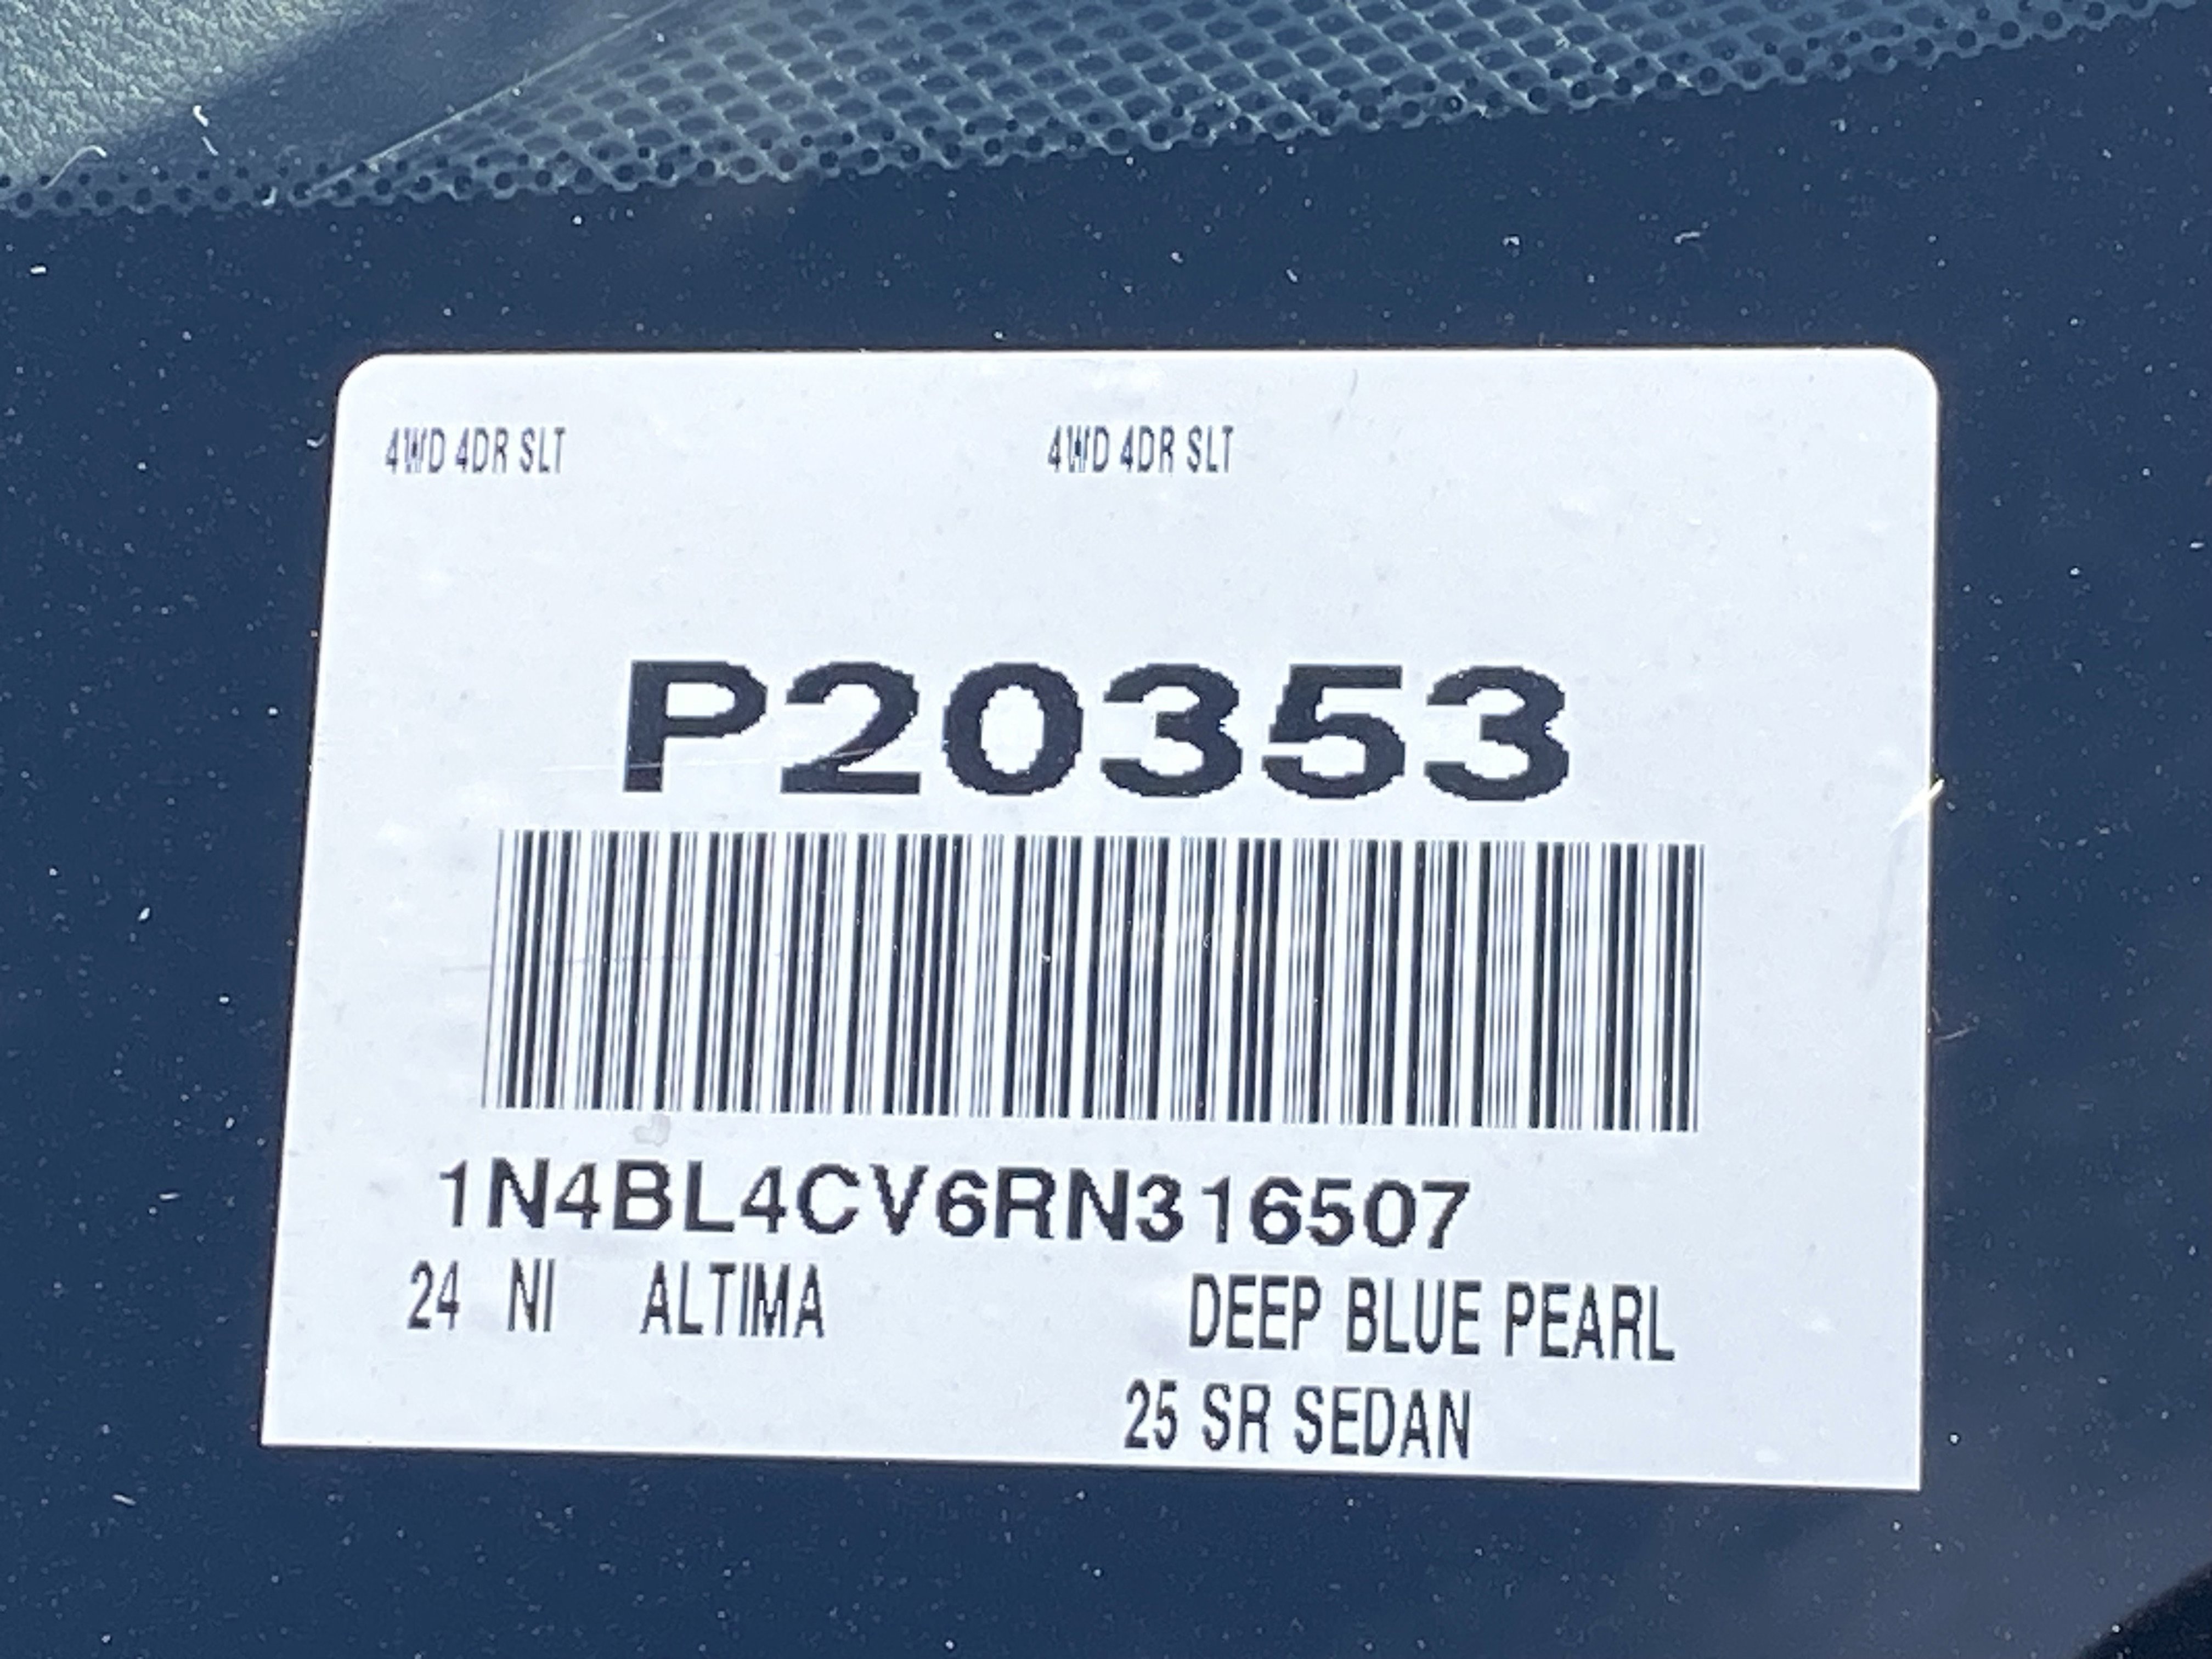 4WD 4DR SLT 4WD 4DR SLT
P20353
1N4BL4CV6RN316507
24 NI ALTIMA DEEP BLUE PEARL
25 SR SEDAN